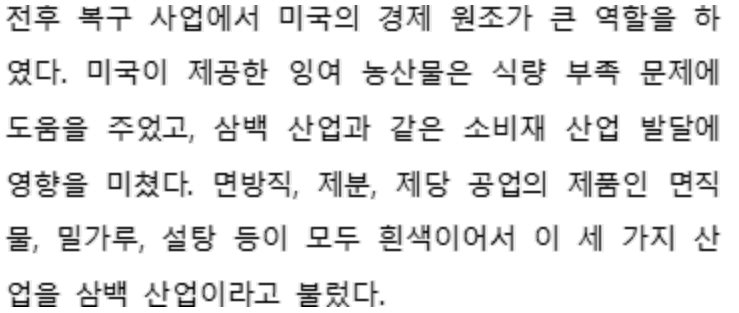 전후 복구 사업에서 미국의 경제 원조가 큰 역할을 하
였다. 미국이 제공한 잉여 농산물은 식량 부족 문제에
도움을 주었고, 삼백 산업과 같은 소비재 산업 발달에
영향을 미쳤다. 면방직, 제분, 제당 공업의 제품인 면직
물, 밀가루, 설탕 등이 모두 흰색이어서 이 세 가지 산
업을 삼백 산업이라고 불렀다.